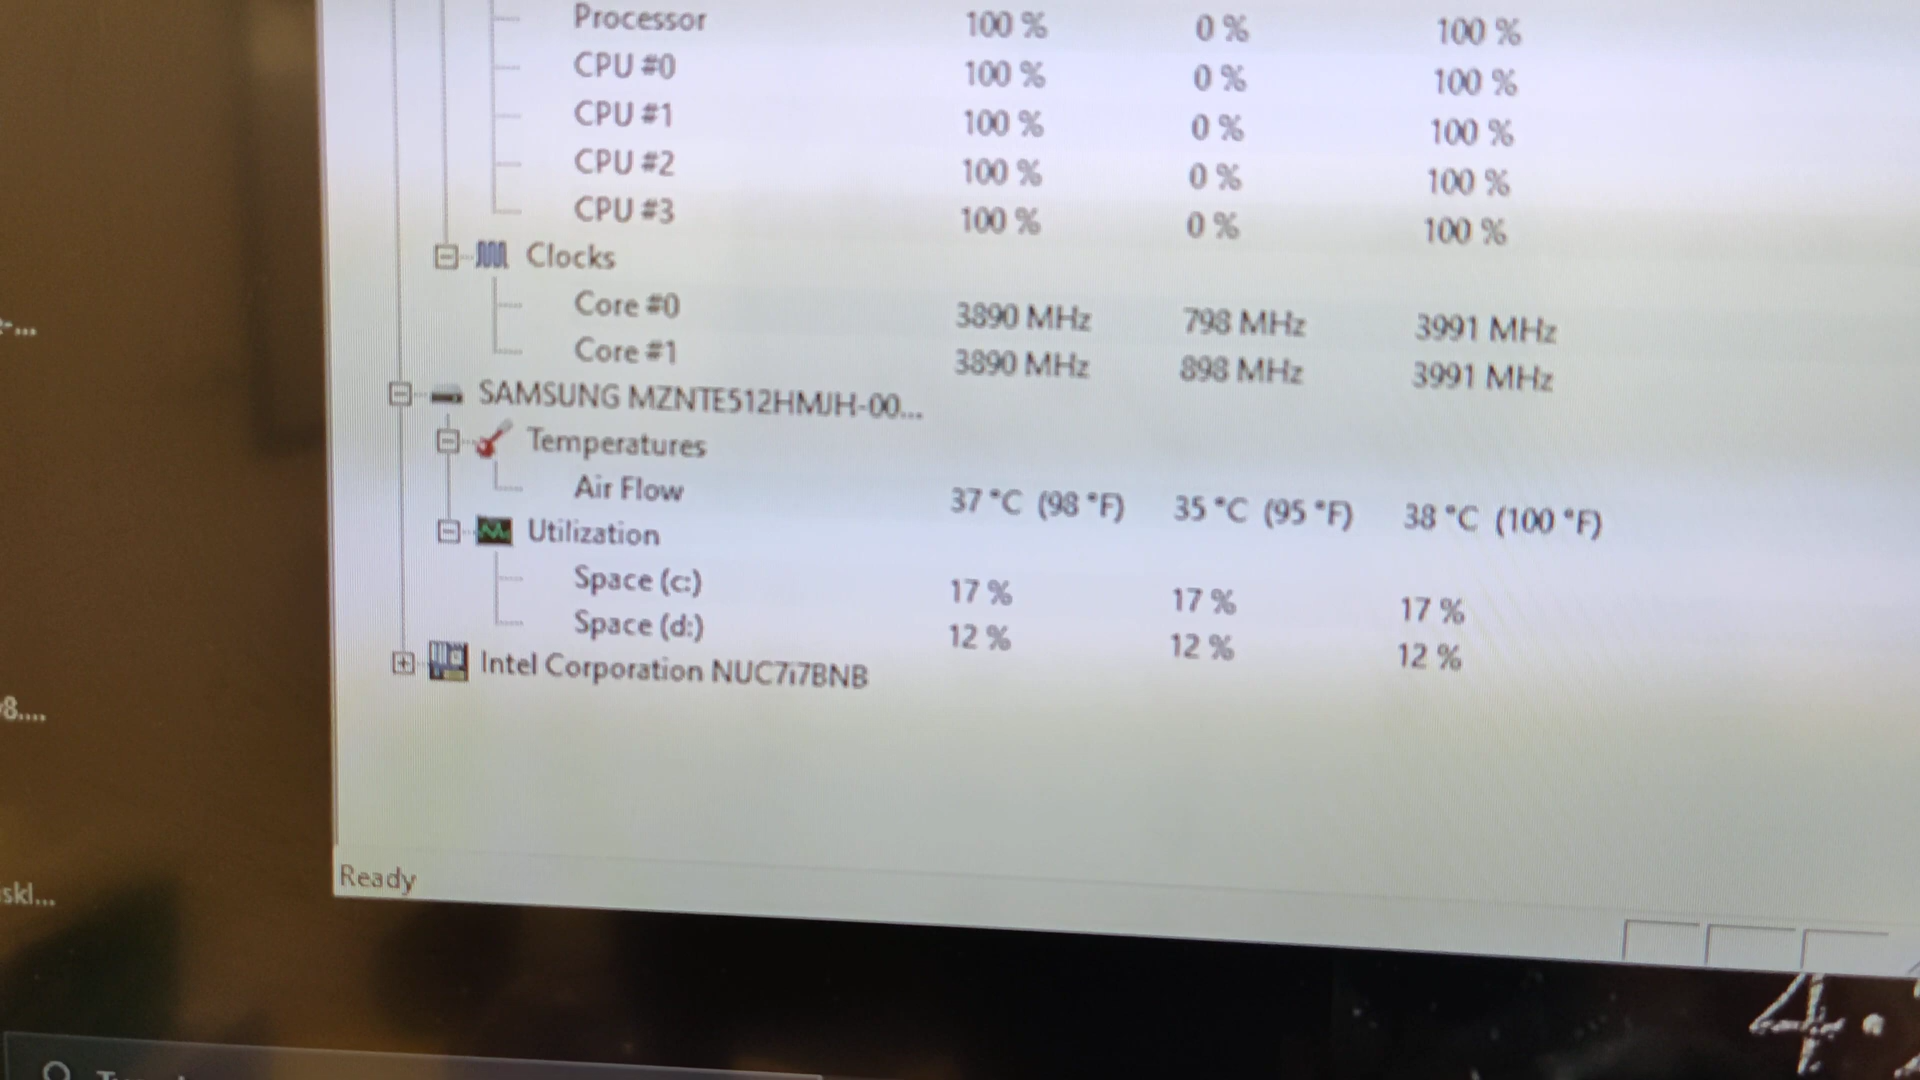 Processor 100 % 0 % 100 %
CPU #0 100 % 0 % 100 %
CPU #1 100 % 0 % 100 %
CPU #2 100 % 0 % 100 %
CPU #3 100 % 0 % 100 %
Clocks
Core #0 3890 MHz 798 MHz 3991 MHz
Core #1 3890 MHz 898 MHz 3991 MHz
SAMSUNG MZNTE512HMJH-00...
Temperatures
Air Flow 37 °C (98 °F) 35 °C (95 °F) 38 °C (100 °F)
Utilization
Space (c:) 17 % 17 % 17 %
Space (d:) 12 % 12 % 12 %
Intel Corporation NUC7i7BNB
8....
Ready
skl...
4: